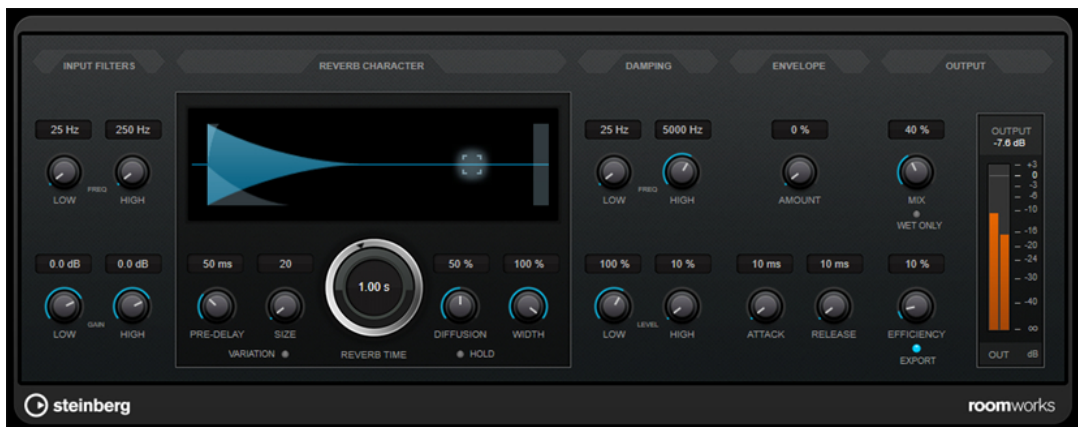 INPUT FILTERS
REVERB CHARACTER
DAMPING
ENVELOPE
OUTPUT
25 Hz
250 Hz
LOW
FREQ
HIGH
0.0 dB
0.0 dB
LOW
GAIN
HIGH
50 ms
20
1.00 s
50 %
100 %
PRE-DELAY
SIZE
DIFFUSION
WIDTH
VARIATION
REVERB TIME
HOLD
25 Hz
5000 Hz
LOW
FREQ
HIGH
100 %
10 %
LOW
LEVEL
HIGH
0 %
AMOUNT
10 ms
10 ms
ATTACK
RELEASE
40 %
MIX
WET ONLY
10 %
EFFICIENCY
EXPORT
OUTPUT
-7.6 dB
+3
0
-3
-6
-10
-16
-20
-24
-30
-40
∞
OUT dB
steinberg
roomworks